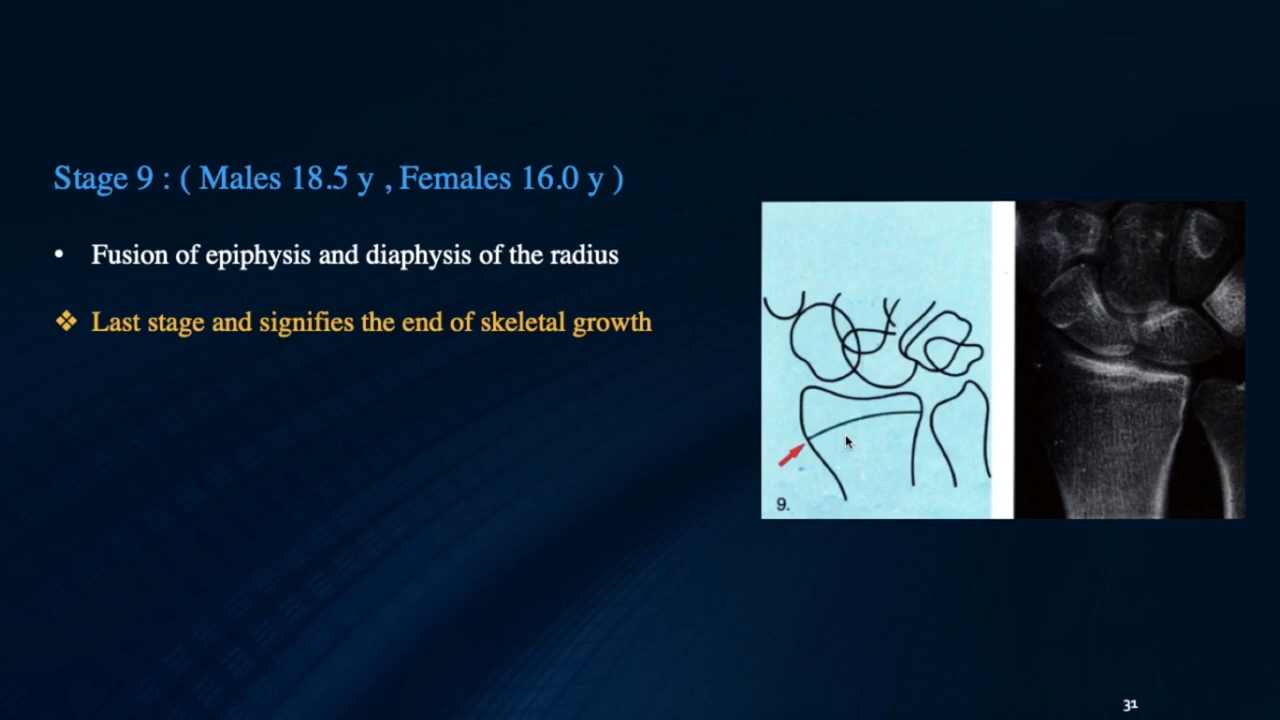 Stage 9 : ( Males 18.5 y , Females 16.0 y )
• Fusion of epiphysis and diaphysis of the radius
❖ Last stage and signifies the end of skeletal growth
9.
31